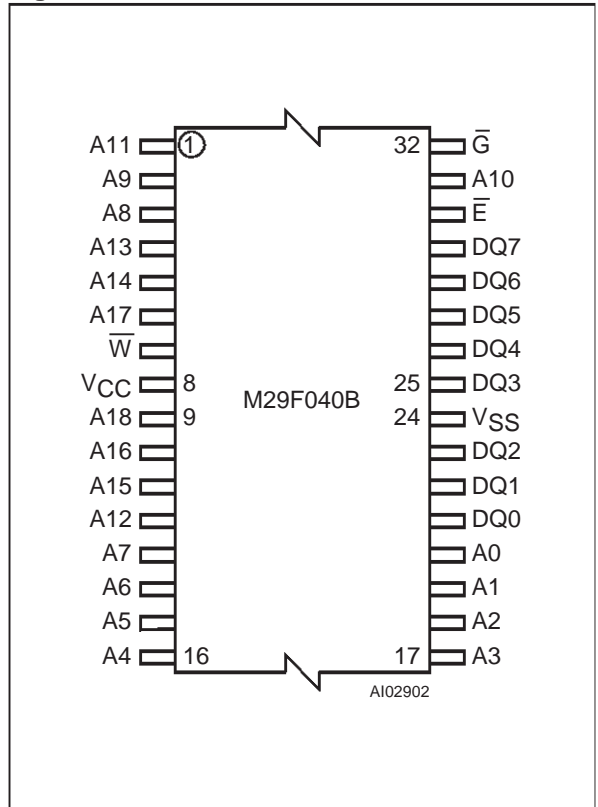 A11 1 32 G̅
A9 A10
A8 E̅
A13 DQ7
A14 DQ6
A17 DQ5
W̅ DQ4
VCC 8 25 DQ3
M29F040B
A18 9 24 VSS
A16 DQ2
A15 DQ1
A12 DQ0
A7 A0
A6 A1
A5 A2
A4 16 17 A3
AI02902